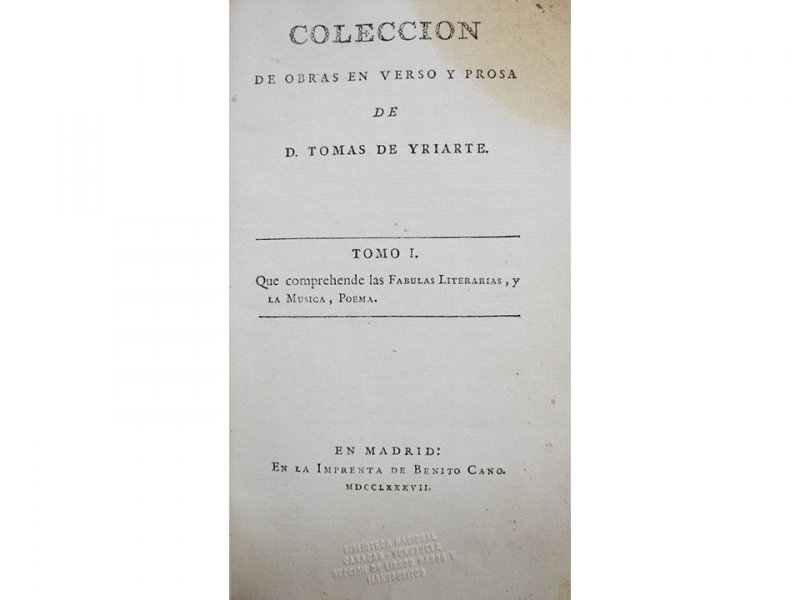 COLECCION
DE OBRAS EN VERSO Y PROSA
DE
D. TOMAS DE YRIARTE.
TOMO I.
Que comprehende las FABULAS LITERARIAS, y
LA MUSICA, POEMA.
EN MADRID:
EN LA IMPRENTA DE BENITO CANO.
MDCCLXXXVII.
BIBLIOTECA NACIONAL
CARACAS - VENEZUELA
SECCION DE LIBROS RAROS Y
MANUSCRITOS